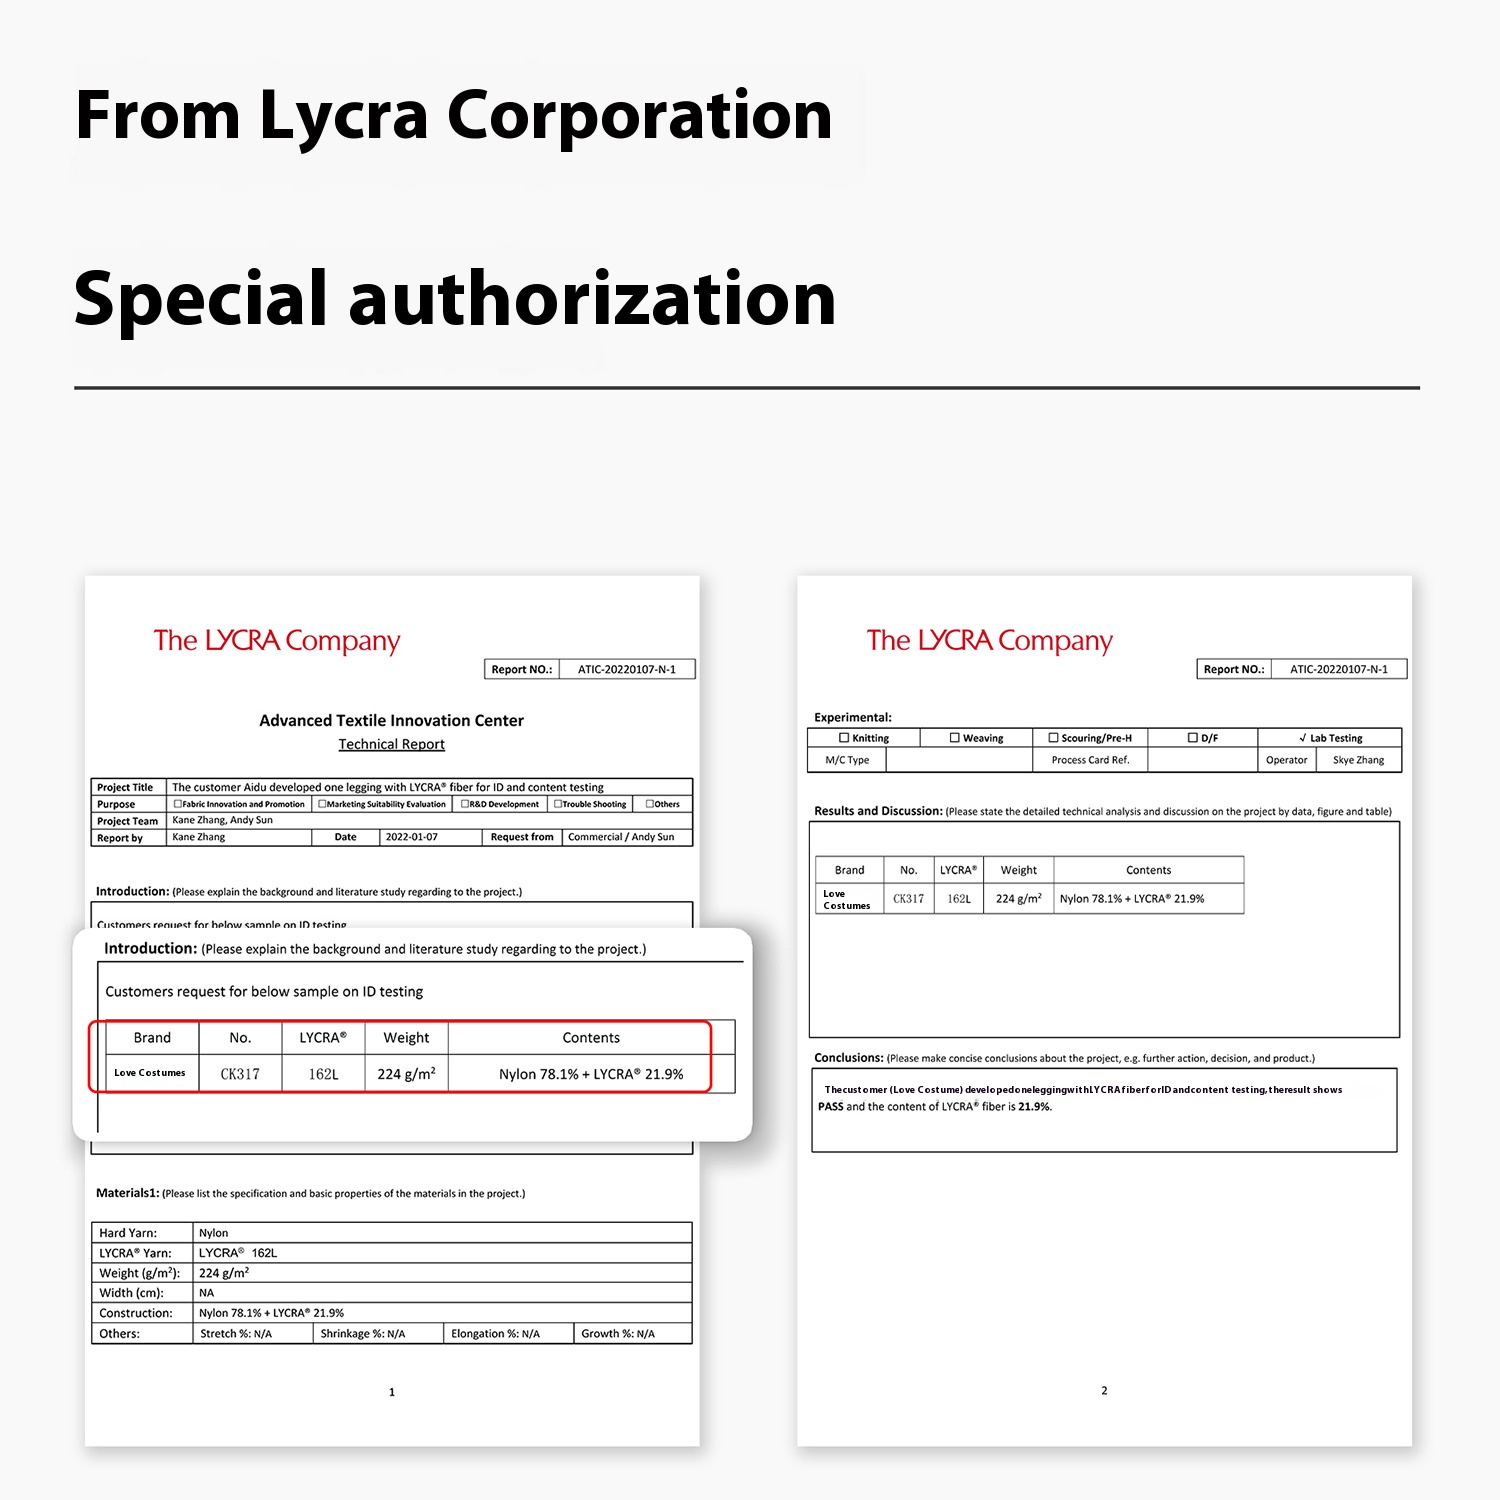 From Lycra Corporation
Special authorization
The LYCRA Company
Report NO.: ATIC-20220107-N-1
Advanced Textile Innovation Center
Technical Report
Project Title The customer Aidu developed one legging with LYCRA® fiber for ID and content testing
Purpose ☐Fabric Innovation and Promotion ☐Marketing Suitability Evaluation ☐R&D Development ☐Trouble Shooting ☐Others
Project Team Kane Zhang, Andy Sun
Report by Kane Zhang Date 2022-01-07 Request from Commercial / Andy Sun
Introduction: (Please explain the background and literature study regarding to the project.)
Customers request for below sample on ID testing
Introduction: (Please explain the background and literature study regarding to the project.)
Customers request for below sample on ID testing
Brand No. LYCRA® Weight Contents
Love Costumes CK317 162L 224 g/m² Nylon 78.1% + LYCRA® 21.9%
Materials1: (Please list the specification and basic properties of the materials in the project.)
Hard Yarn: Nylon
LYCRA® Yarn: LYCRA® 162L
Weight (g/m²): 224 g/m²
Width (cm): NA
Construction: Nylon 78.1% + LYCRA® 21.9%
Others: Stretch %: N/A Shrinkage %: N/A Elongation %: N/A Growth %: N/A
1
The LYCRA Company
Report NO.: ATIC-20220107-N-1
Experimental:
☐ Knitting ☐ Weaving ☐ Scouring/Pre-H ☐ D/F √ Lab Testing
M/C Type Process Card Ref. Operator Skye Zhang
Results and Discussion: (Please state the detailed technical analysis and discussion on the project by data, figure and table)
Brand No. LYCRA® Weight Contents
Love
Costumes CK317 162L 224 g/m² Nylon 78.1% + LYCRA® 21.9%
Conclusions: (Please make concise conclusions about the project, e.g. further action, decision, and product.)
Thecustomer (Love Costume) developedoneleggingwithLYCRAfiberforIDandcontent testing, theresult shows
PASS and the content of LYCRA® fiber is 21.9%.
2